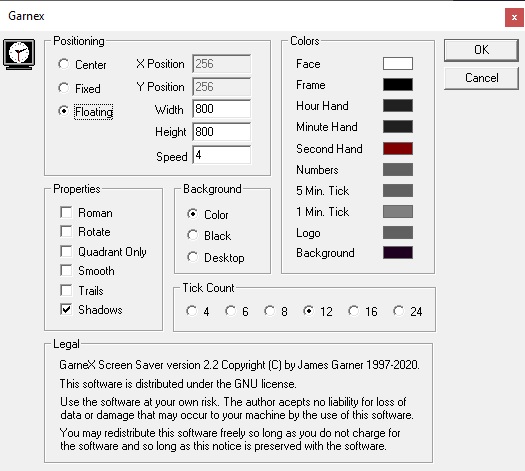 Garnex
x
Positioning
Center
Fixed
Floating
X Position 256
Y Position 256
Width 800
Height 800
Speed 4
Colors
Face
Frame
Hour Hand
Minute Hand
Second Hand
Numbers
5 Min. Tick
1 Min. Tick
Logo
Background
OK
Cancel
Properties
Roman
Rotate
Quadrant Only
Smooth
Trails
Shadows
Background
Color
Black
Desktop
Tick Count
4 6 8 12 16 24
Legal
GarneX Screen Saver version 2.2 Copyright (C) by James Garner 1997-2020.
This software is distributed under the GNU license.
Use the software at your own risk. The author acepts no liability for loss of
data or damage that may occur to your machine by the use of this software.
You may redistribute this software freely so long as you do not charge for
the software and so long as this notice is preserved with the software.